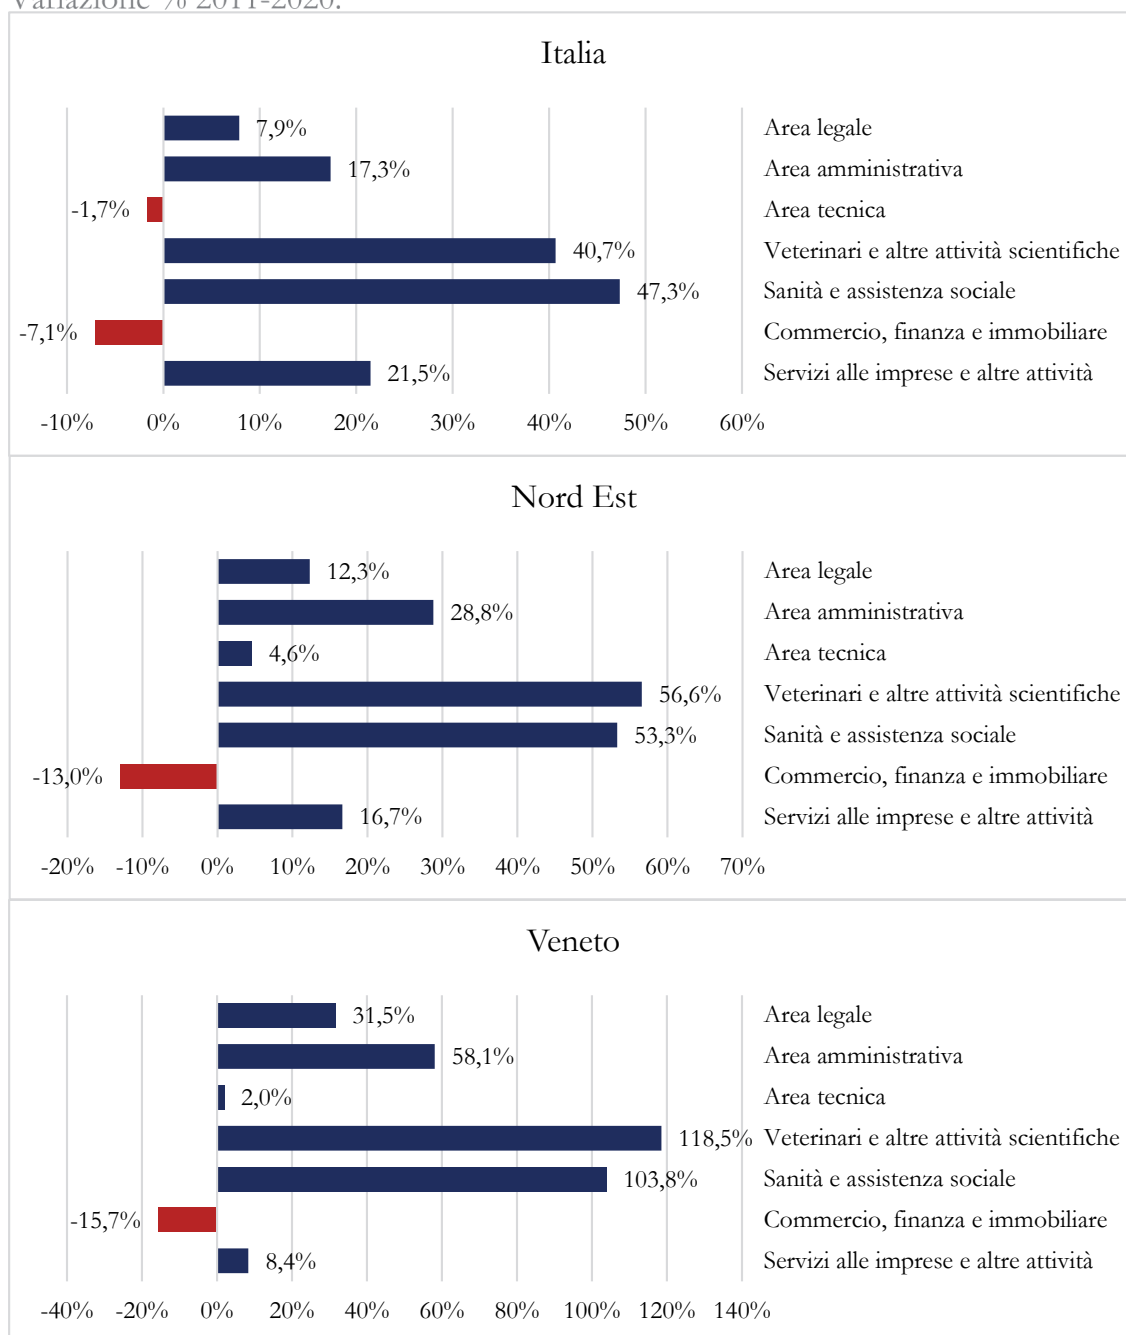 Variazione % 2011-2020.
Italia
7,9% Area legale
17,3% Area amministrativa
-1,7% Area tecnica
40,7% Veterinari e altre attività scientifiche
47,3% Sanità e assistenza sociale
-7,1% Commercio, finanza e immobiliare
21,5% Servizi alle imprese e altre attività
-10% 0% 10% 20% 30% 40% 50% 60%
Nord Est
12,3% Area legale
28,8% Area amministrativa
4,6% Area tecnica
56,6% Veterinari e altre attività scientifiche
53,3% Sanità e assistenza sociale
-13,0% Commercio, finanza e immobiliare
16,7% Servizi alle imprese e altre attività
-20% -10% 0% 10% 20% 30% 40% 50% 60% 70%
Veneto
31,5% Area legale
58,1% Area amministrativa
2,0% Area tecnica
118,5% Veterinari e altre attività scientifiche
103,8% Sanità e assistenza sociale
-15,7% Commercio, finanza e immobiliare
8,4% Servizi alle imprese e altre attività
-40% -20% 0% 20% 40% 60% 80% 100% 120% 140%